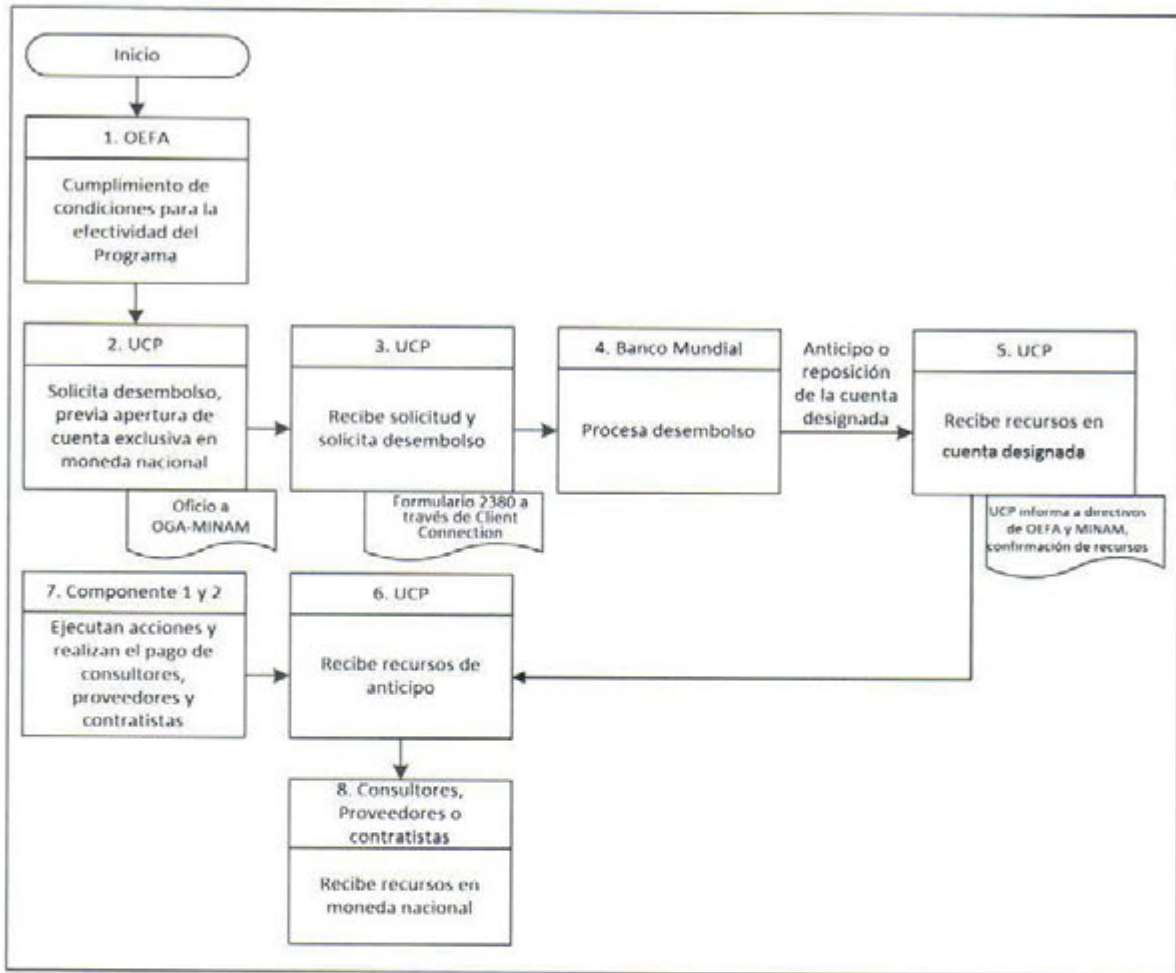 Inicio
1. OEFA
Cumplimiento de
condiciones para la
efectividad del
Programa
2. UCP
Solicita desembolso,
previa apertura de
cuenta exclusiva en
moneda nacional
Oficio a
OGA-MINAM
3. UCP
Recibe solicitud y
solicita desembolso
Formulario 2380 a
través de Client
Connection
4. Banco Mundial
Procesa desembolso
Anticipo o
reposición
de la cuenta
designada
5. UCP
Recibe recursos en
cuenta designada
UCP informa a directivos
de OEFA y MINAM,
confirmación de recursos
7. Componente 1 y 2
Ejecutan acciones y
realizan el pago de
consultores,
proveedores y
contratistas
6. UCP
Recibe recursos de
anticipo
8. Consultores,
Proveedores o
contratistas
Recibe recursos en
moneda nacional